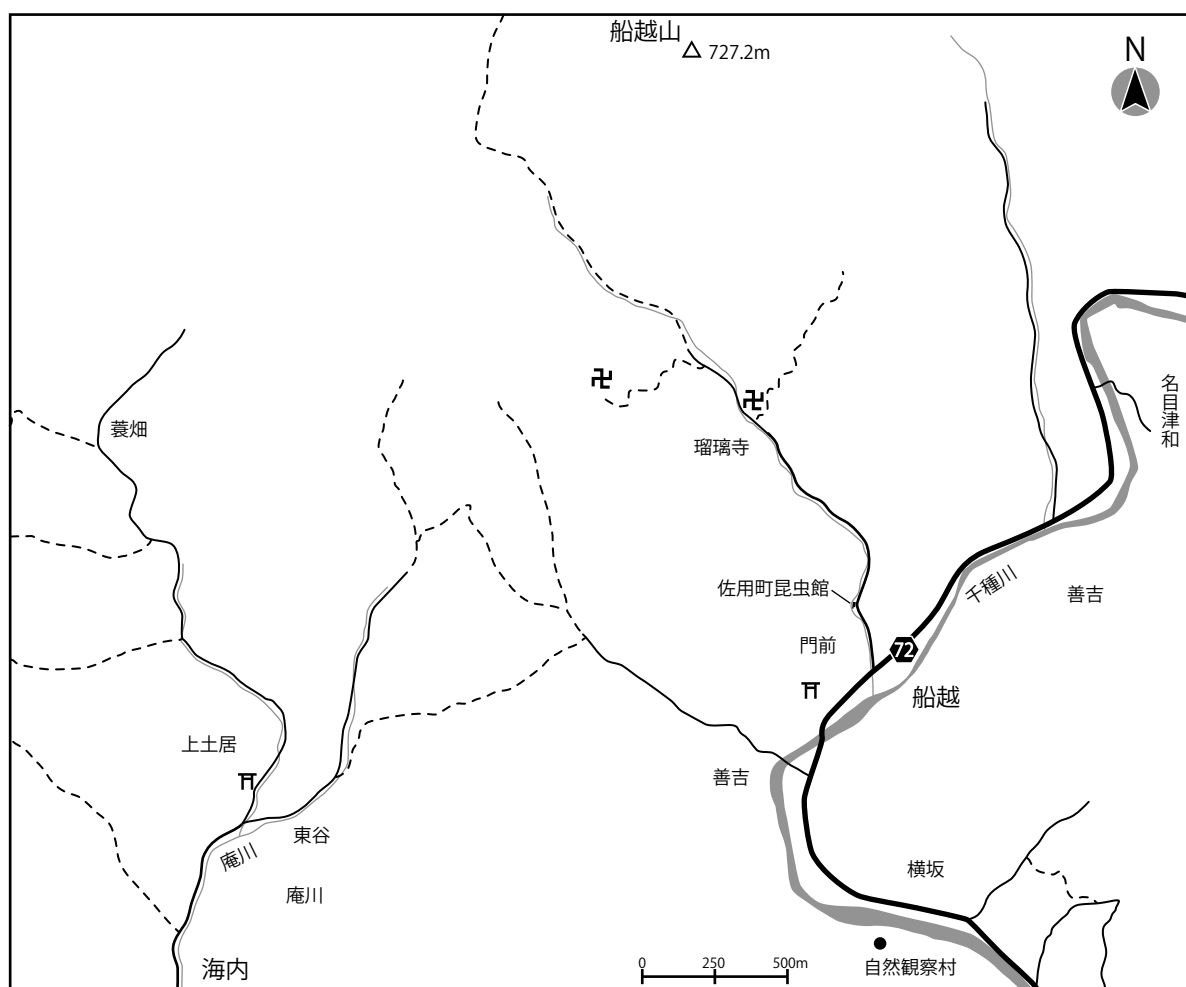 船越山
727.2m
N
名目津和
蓑畑
瑠璃寺
佐用町昆虫館
千種川
善吉
門前
72
船越
上土居
善吉
東谷
庵川
横坂
庵川
海内
0 250 500m
自然観察村